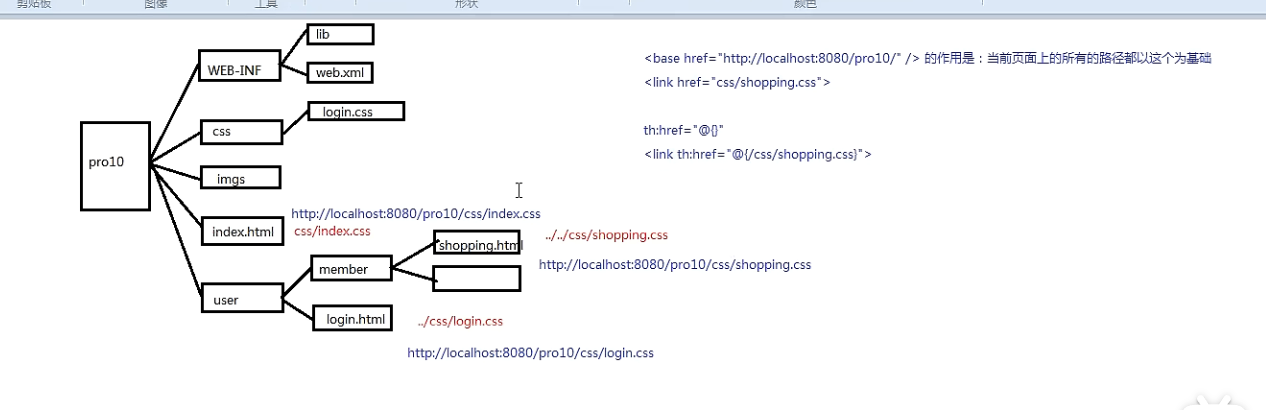 剪贴板 图像 工具 形状 颜色
lib
WEB-INF
web.xml
login.css
css
pro10
imgs
http://localhost:8080/pro10/css/index.css
index.html
css/index.css
shopping.html
../../css/shopping.css
member
http://localhost:8080/pro10/css/shopping.css
user
login.html
../css/login.css
http://localhost:8080/pro10/css/login.css
<base href="http://localhost:8080/pro10/" /> 的作用是：当前页面上的所有的路径都以这个为基础
<link href="css/shopping.css">
th:href="@{}"
<link th:href="@{/css/shopping.css}">